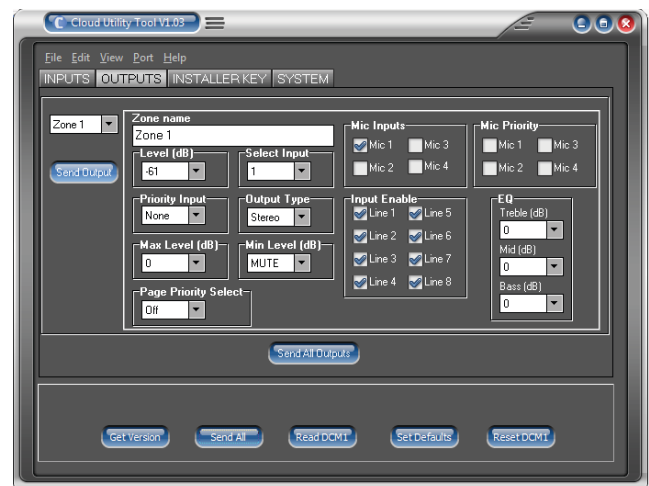 C Cloud Utility Tool V1.03
File Edit View Port Help
INPUTS OUTPUTS INSTALLER KEY SYSTEM
Zone 1
Send Output
Zone name
Zone 1
Level (dB)
-61
Select Input
1
Priority Input
None
Output Type
Stereo
Max Level (dB)
0
Min Level (dB)
MUTE
Page Priority Select
Off
Mic Inputs
Mic 1 Mic 3
Mic 2 Mic 4
Mic Priority
Mic 1 Mic 3
Mic 2 Mic 4
Input Enable
Line 1 Line 5
Line 2 Line 6
Line 3 Line 7
Line 4 Line 8
EQ
Treble (dB)
0
Mid (dB)
0
Bass (dB)
0
Send All Outputs
Get Version Send All Read DCM1 Set Defaults Reset DCM1